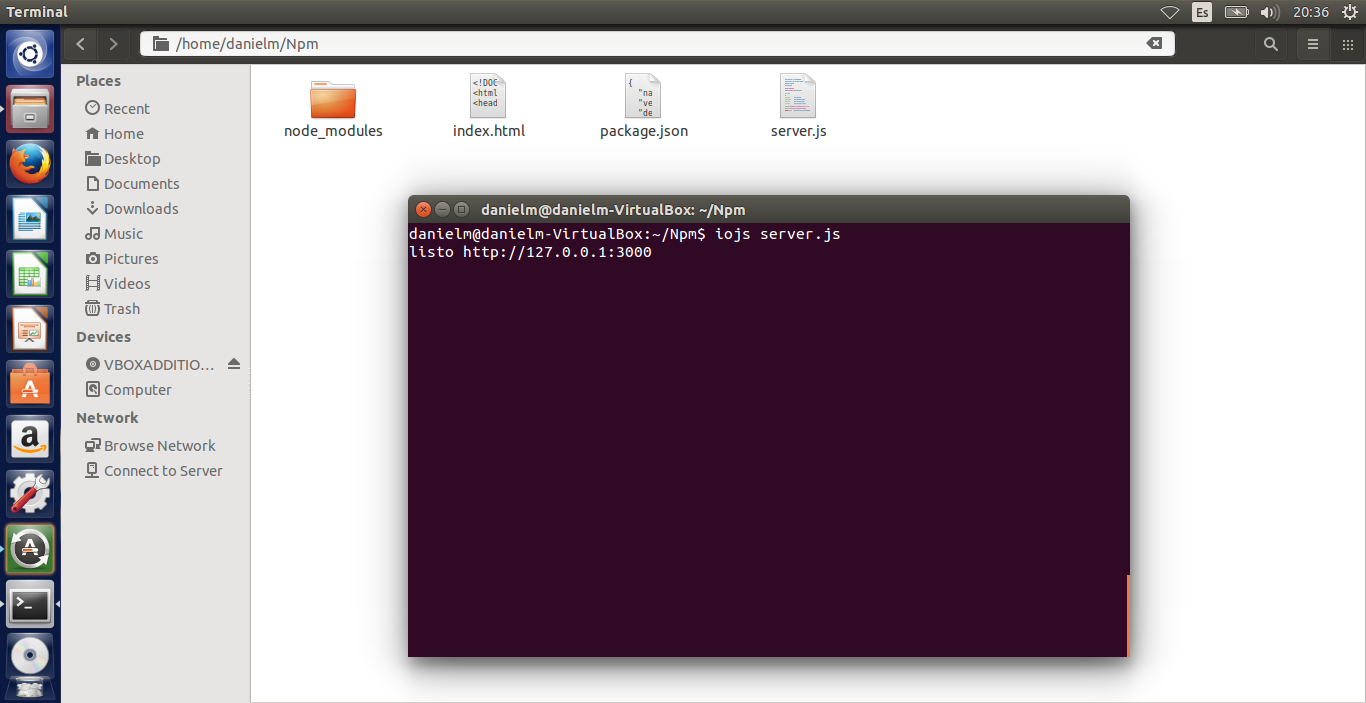 Terminal
Es
20:36
/home/danielm/Npm
Places
Recent
Home
Desktop
Documents
Downloads
Music
Pictures
Videos
Trash
Devices
VBOXADDITIO...
Computer
Network
Browse Network
Connect to Server
<!DOC
<html
<head
{
"na
"ve
"de
node_modules
index.html
package.json
server.js
danielm@danielm-VirtualBox: ~/Npm
danielm@danielm-VirtualBox:~/Npm$ iojs server.js
listo http://127.0.0.1:3000